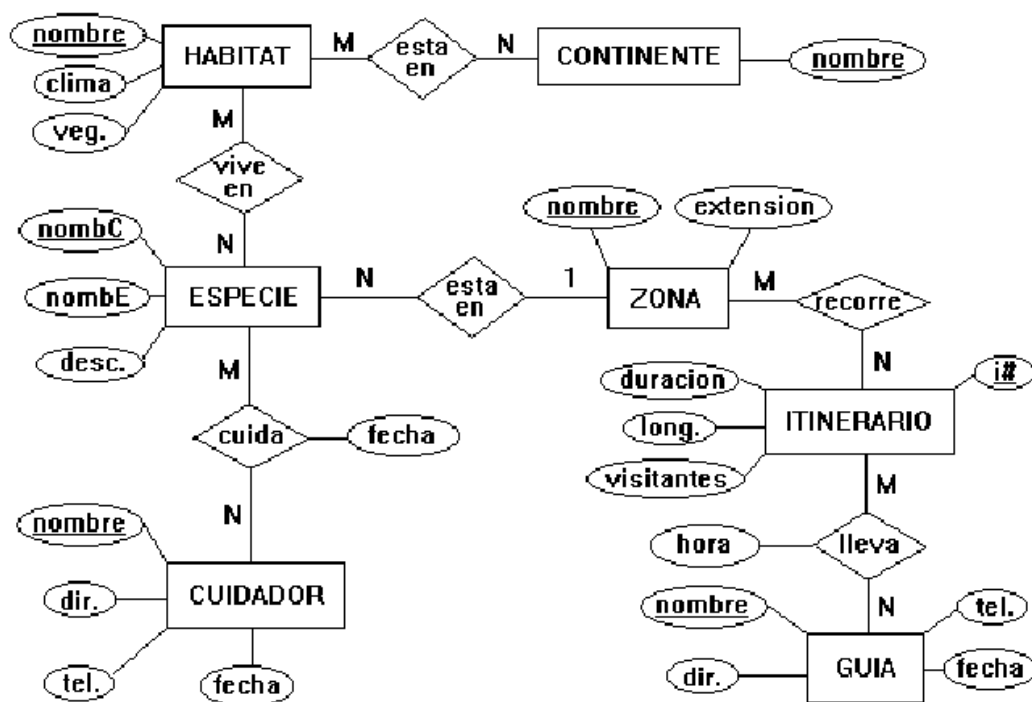 nombre
HABITAT
M
esta
en
N
CONTINENTE
nombre
clima
veg.
M
vive
en
N
nombC
nombE
desc.
ESPECIE
N
esta
en
1
nombre
extension
ZONA
M
recorre
N
duracion
i#
long.
ITINERARIO
visitantes
M
cuida
fecha
N
nombre
dir.
CUIDADOR
tel.
fecha
M
hora
lleva
N
nombre
tel.
dir.
GUIA
fecha